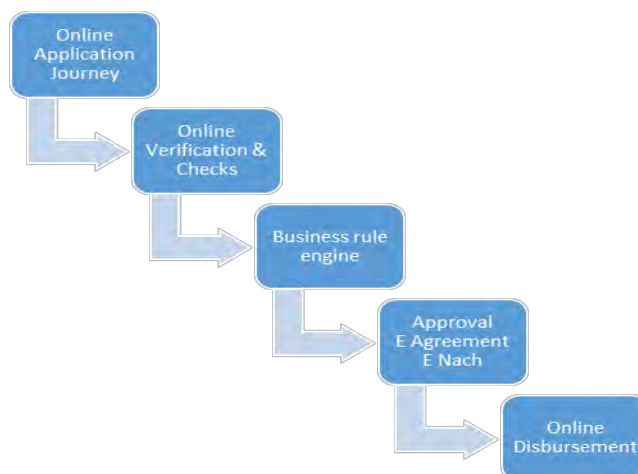 Online
Application
Journey
Online
Verification &
Checks
Business rule
engine
Approval
E Agreement
E Nach
Online
Disbursement